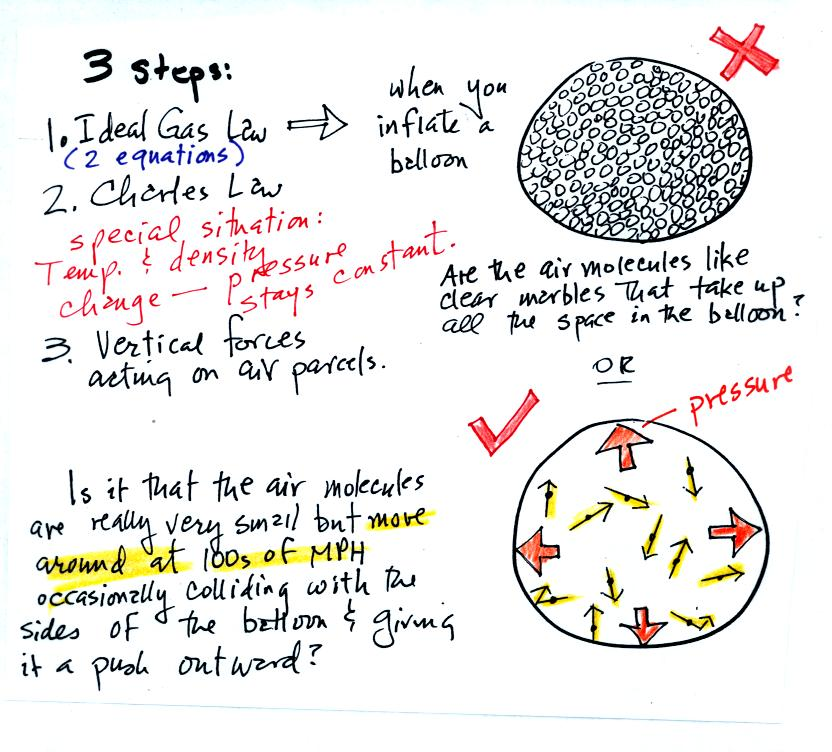 3 steps:
1. Ideal Gas Law ⇒
(2 equations)
2. Charles Law
special situation:
Temp. & density
change — pressure
stays constant.
3. Vertical forces
acting on air parcels.
when you
inflate a
balloon
Are the air molecules like
clear marbles that take up
all the space in the balloon?
OR
pressure
Is it that the air molecules
are really very small but move
around at 100s of MPH
occasionally colliding with the
sides of the balloon & giving
it a push outward?